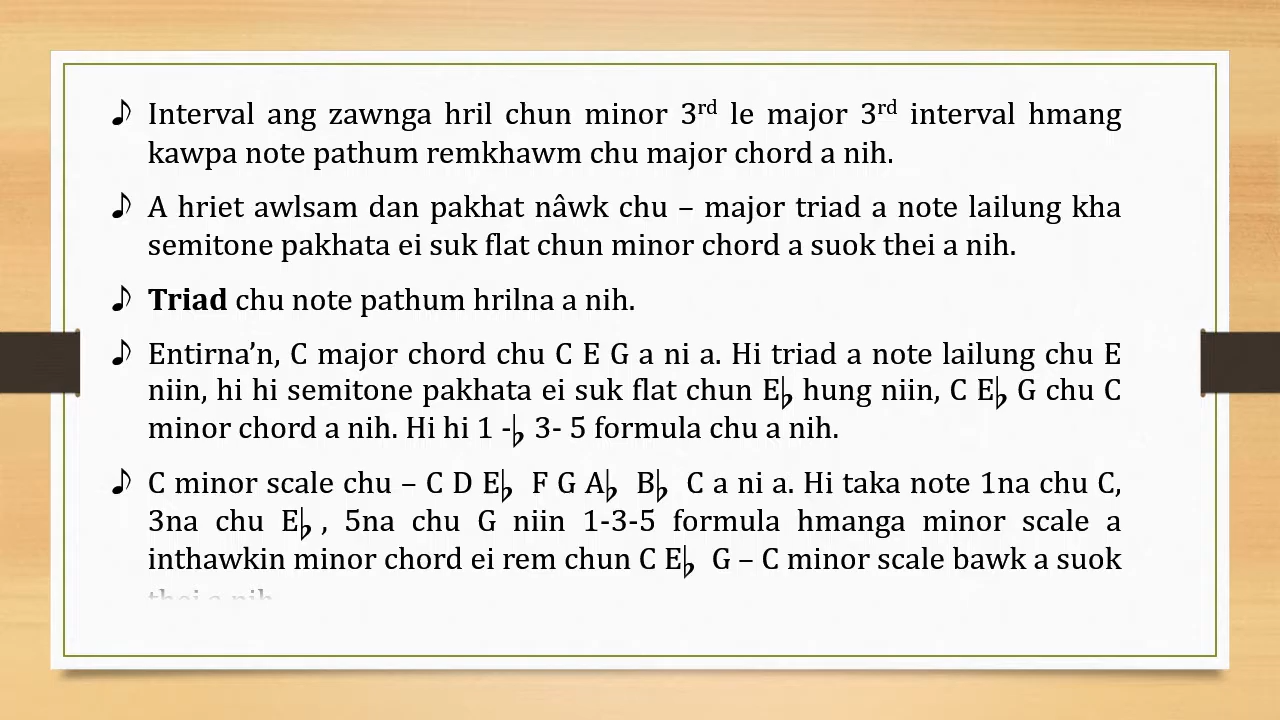 ♪ Interval ang zawnga hril chun minor 3rd le major 3rd interval hmang
kawpa note pathum remkhawm chu major chord a nih.
♪ A hriet awlsam dan pakhat nâwk chu – major triad a note lailung kha
semitone pakhata ei suk flat chun minor chord a suok thei a nih.
♪ Triad chu note pathum hrilna a nih.
♪ Entirna’n, C major chord chu C E G a ni a. Hi triad a note lailung chu E
niin, hi hi semitone pakhata ei suk flat chun E♭ hung niin, C E♭ G chu C
minor chord a nih. Hi hi 1 -♭ 3- 5 formula chu a nih.
♪ C minor scale chu – C D E♭ F G A♭ B♭ C a ni a. Hi taka note 1na chu C,
3na chu E♭ , 5na chu G niin 1-3-5 formula hmanga minor scale a
inthawkin minor chord ei rem chun C E♭ G – C minor scale bawk a suok